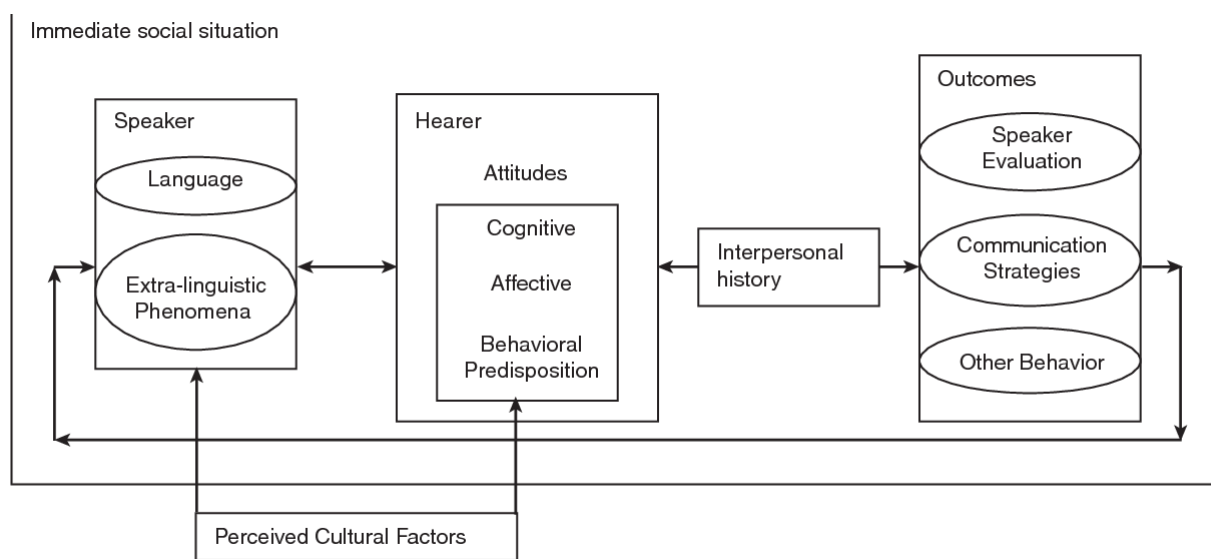 Immediate social situation
Speaker
Language
Extra-linguistic
Phenomena
Hearer
Attitudes
Cognitive
Affective
Behavioral
Predisposition
Interpersonal
history
Outcomes
Speaker
Evaluation
Communication
Strategies
Other Behavior
Perceived Cultural Factors